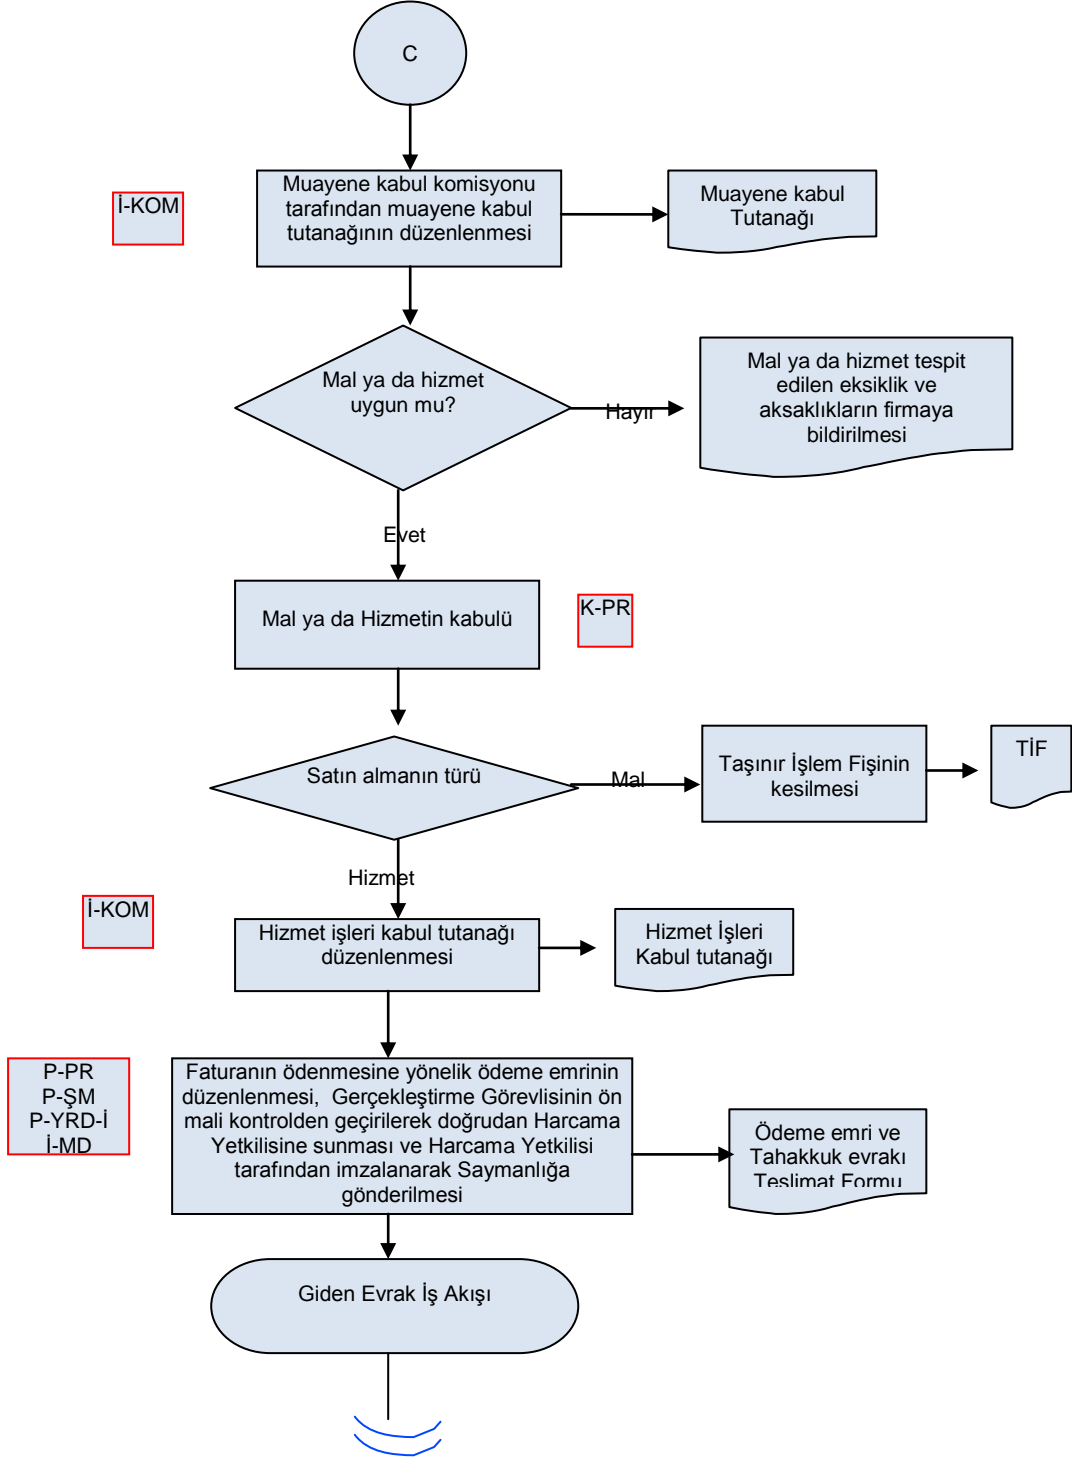 C
İ-KOM
Muayene kabul komisyonu
tarafından muayene kabul
tutanağının düzenlenmesi
Muayene kabul
Tutanağı
Mal ya da hizmet
uygun mu?
Hayır
Mal ya da hizmet tespit
edilen eksiklik ve
aksaklıkların firmaya
bildirilmesi
Evet
Mal ya da Hizmetin kabulü
K-PR
Satın almanın türü
Mal
Taşınır İşlem Fişinin
kesilmesi
TİF
Hizmet
İ-KOM
Hizmet işleri kabul tutanağı
düzenlenmesi
Hizmet İşleri
Kabul tutanağı
P-PR
P-ŞM
P-YRD-İ
İ-MD
Faturanın ödenmesine yönelik ödeme emrinin
düzenlenmesi, Gerçekleştirme Görevlisinin ön
mali kontrolden geçirilerek doğrudan Harcama
Yetkilisine sunması ve Harcama Yetkilisi
tarafından imzalanarak Saymanlığa
gönderilmesi
Ödeme emri ve
Tahakkuk evrakı
Teslimat Formu
Giden Evrak İş Akışı